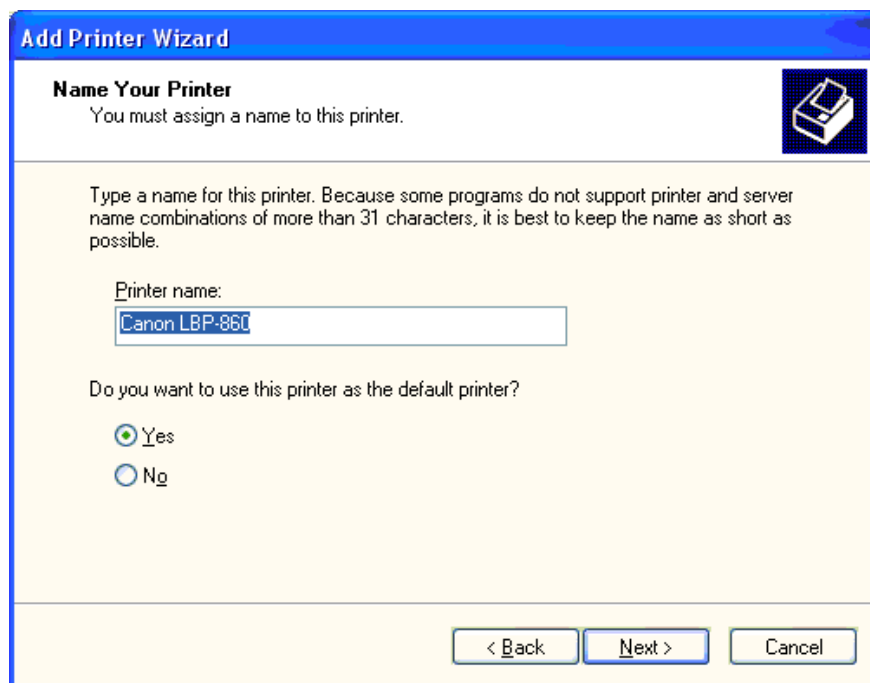 Add Printer Wizard
Name Your Printer
You must assign a name to this printer.
Type a name for this printer. Because some programs do not support printer and server
name combinations of more than 31 characters, it is best to keep the name as short as
possible.
Printer name:
Canon LBP-860
Do you want to use this printer as the default printer?
Yes
No
< Back Next > Cancel